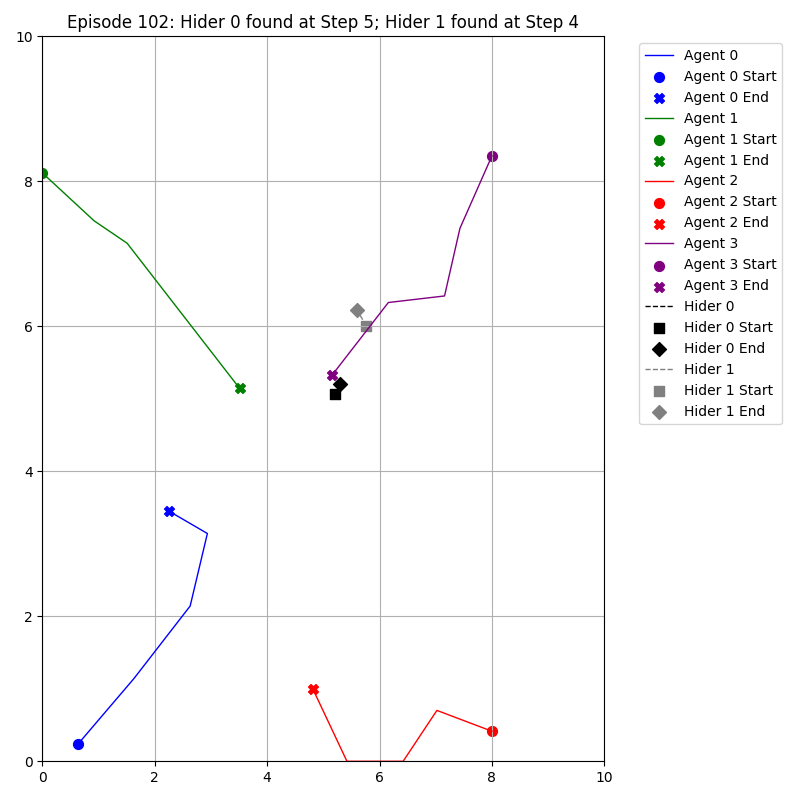 Episode 102: Hider 0 found at Step 5; Hider 1 found at Step 4
10
8
6
4
2
0
0 2 4 6 8 10
Agent 0
Agent 0 Start
Agent 0 End
Agent 1
Agent 1 Start
Agent 1 End
Agent 2
Agent 2 Start
Agent 2 End
Agent 3
Agent 3 Start
Agent 3 End
Hider 0
Hider 0 Start
Hider 0 End
Hider 1
Hider 1 Start
Hider 1 End